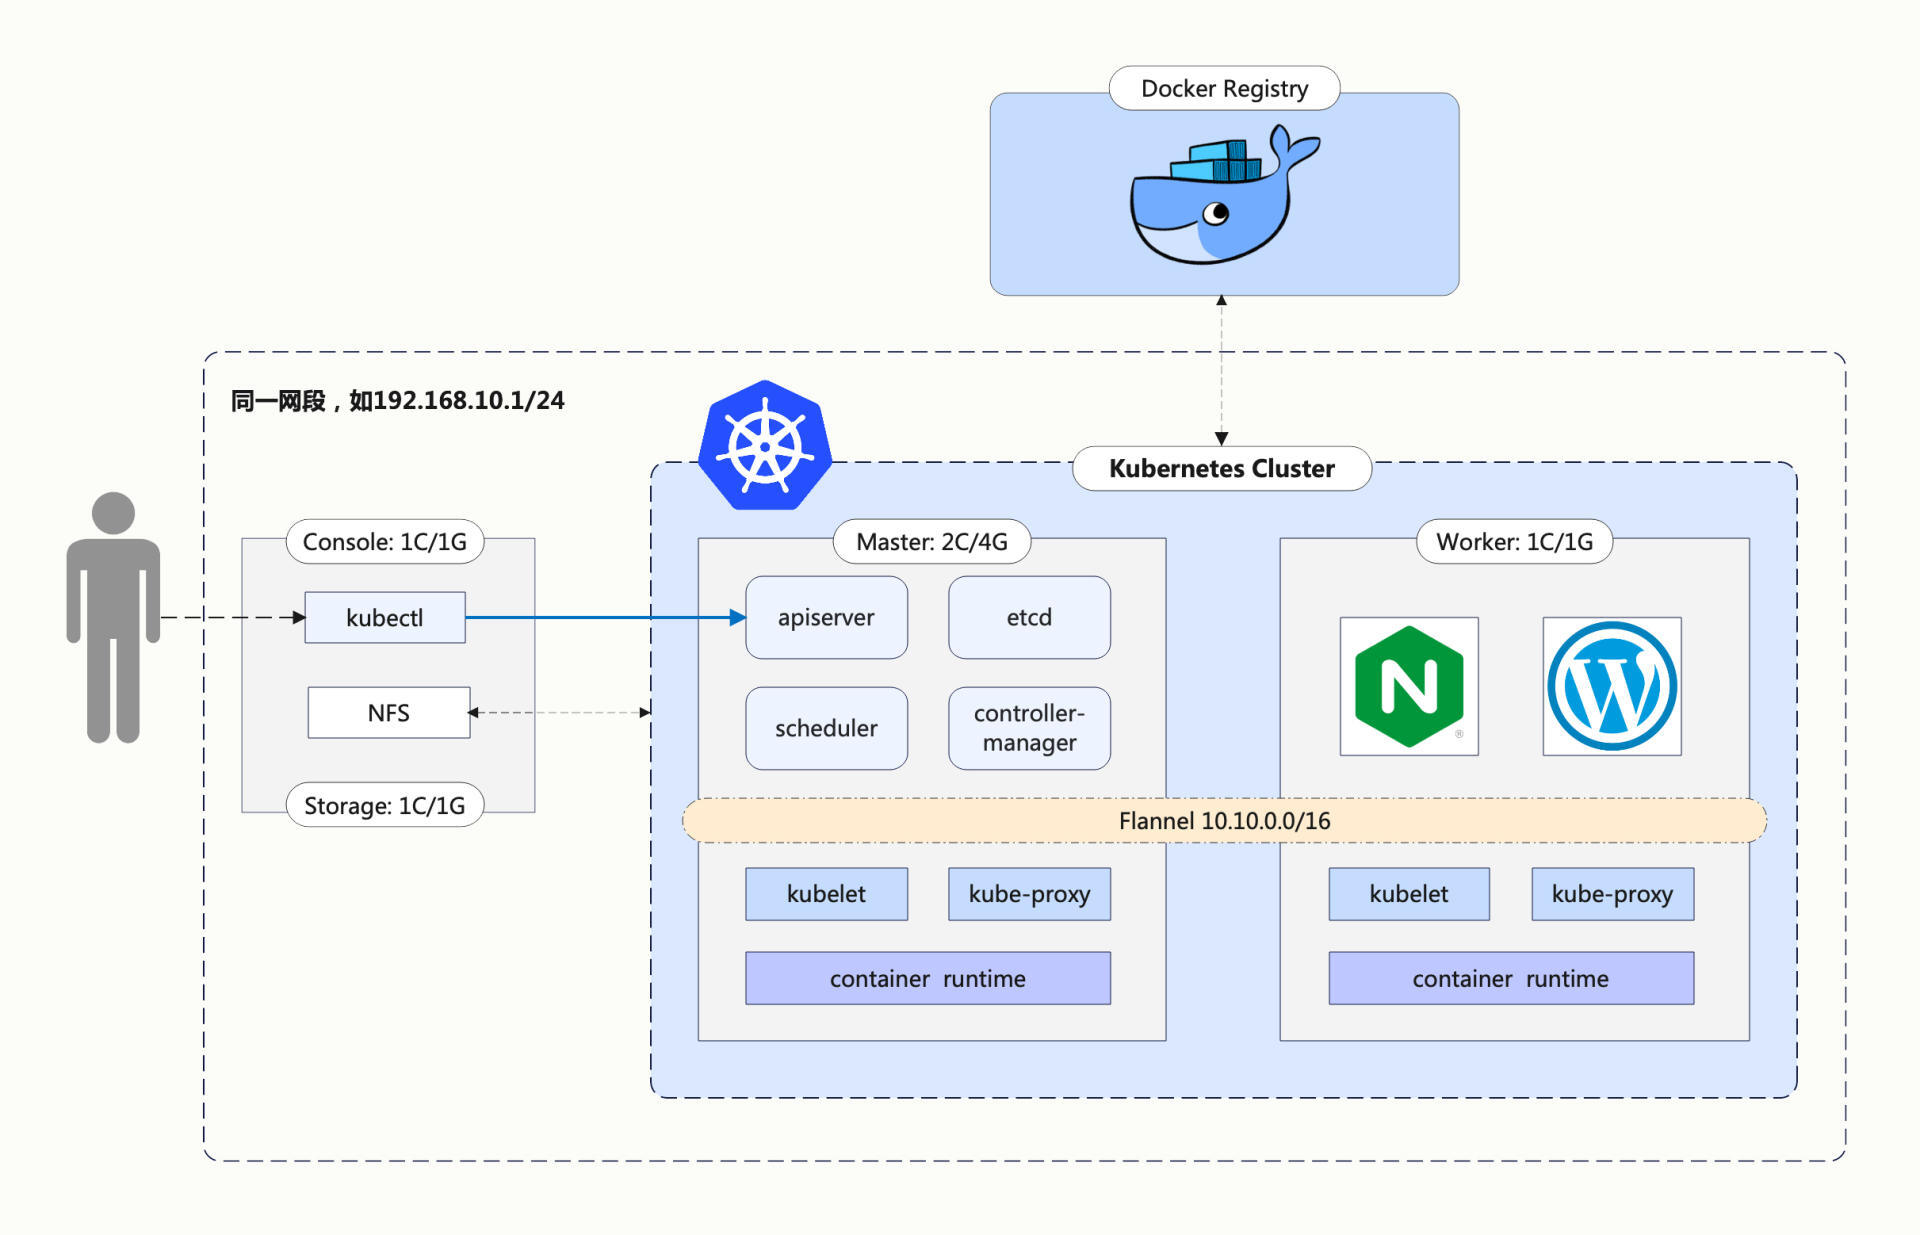 Docker Registry
同一网段，如192.168.10.1/24
Kubernetes Cluster
Console: 1C/1G
kubectl
NFS
Storage: 1C/1G
Master: 2C/4G
apiserver
etcd
scheduler
controller-
manager
Worker: 1C/1G
N
®
W
Flannel 10.10.0.0/16
kubelet
kube-proxy
container runtime
kubelet
kube-proxy
container runtime